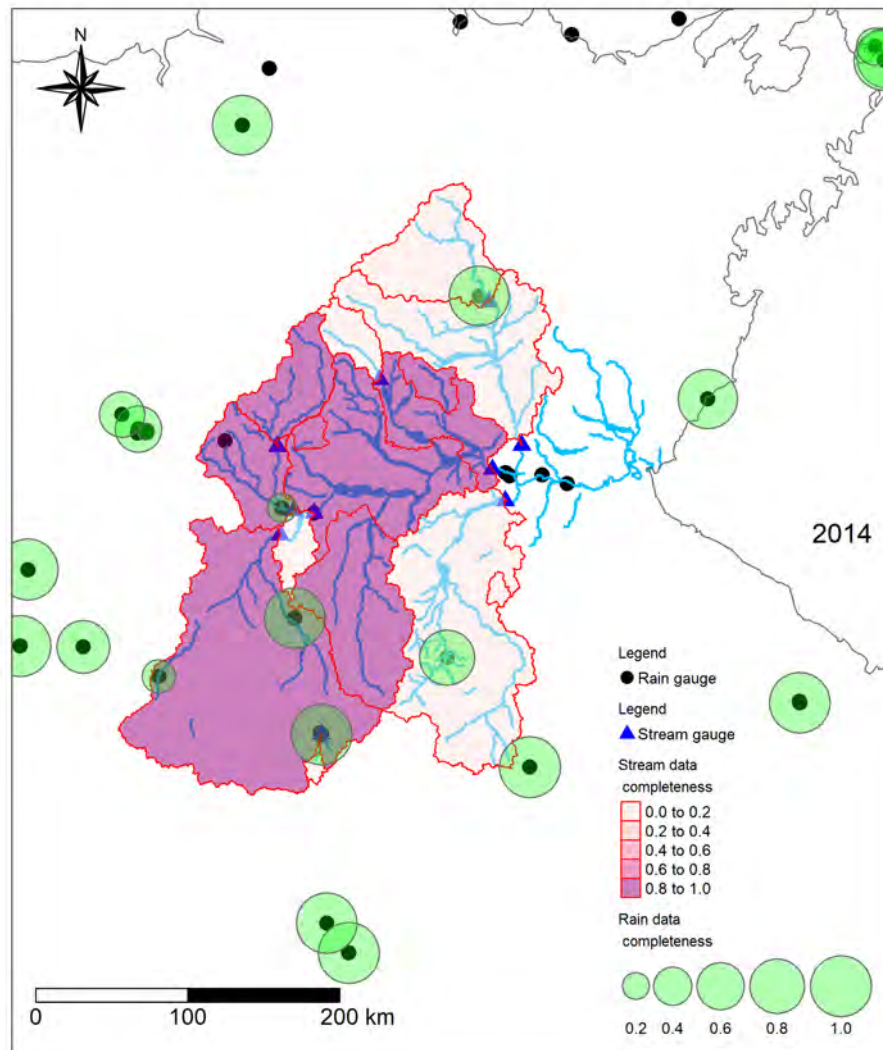 N
2014
Legend
Rain gauge
Legend
Stream gauge
Stream data
completeness
0.0 to 0.2
0.2 to 0.4
0.4 to 0.6
0.6 to 0.8
0.8 to 1.0
Rain data
completeness
0.2 0.4 0.6 0.8 1.0
0 100 200 km